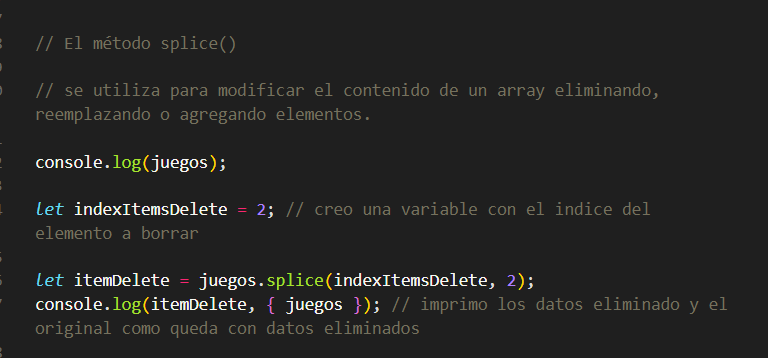 // El método splice()
// se utiliza para modificar el contenido de un array eliminando,
reemplazando o agregando elementos.
console.log(juegos);
let indexItemsDelete = 2; // creo una variable con el indice del
elemento a borrar
let itemDelete = juegos.splice(indexItemsDelete, 2);
console.log(itemDelete, { juegos }); // imprimo los datos eliminado y el
original como queda con datos eliminados